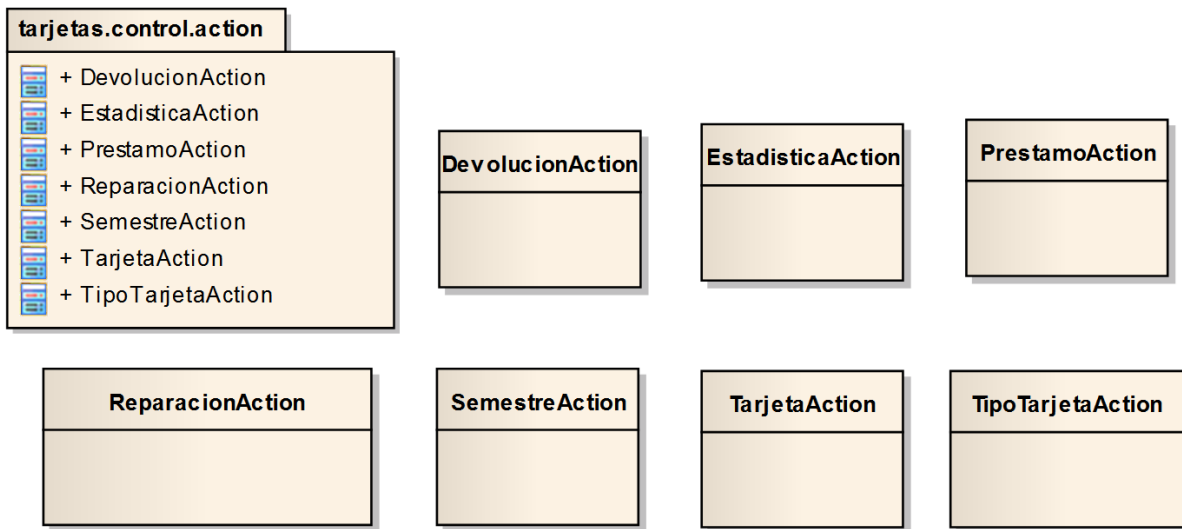 tarjetas.control.action
+ DevolucionAction
+ EstadisticaAction
+ PrestamoAction
+ ReparacionAction
+ SemestreAction
+ TarjetaAction
+ TipoTarjetaAction
DevolucionAction
EstadisticaAction
PrestamoAction
ReparacionAction
SemestreAction
TarjetaAction
TipoTarjetaAction